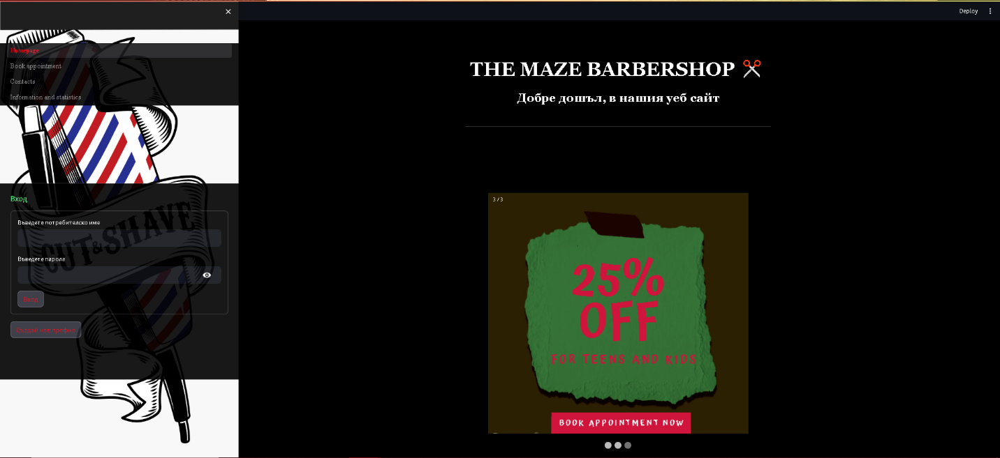 Deploy
Homepage
Book appointment
Contacts
Information and statistics
CUT & SHAVE
Вход
Въведете потребителско име
Въведете парола
Вход
Създай нов профил
THE MAZE BARBERSHOP
Добре дошъл, в нашия уеб сайт
3 / 3
25%
OFF
FOR TEENS AND KIDS
BOOK APPOINTMENT NOW